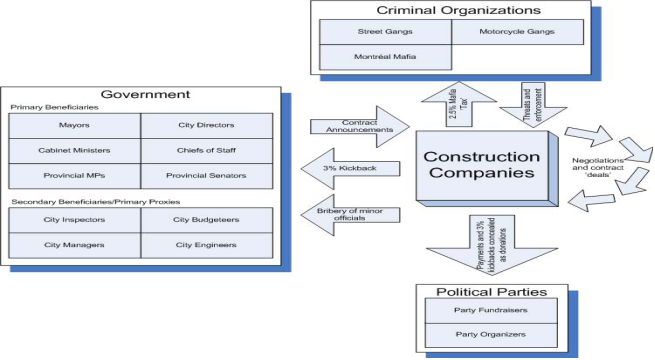 Criminal Organizations
Street Gangs
Motorcycle Gangs
Montréal Mafia
Government
Primary Beneficiaries
Mayors
City Directors
Cabinet Ministers
Chiefs of Staff
Provincial MPs
Provincial Senators
Secondary Beneficiaries/Primary Proxies
City Inspectors
City Budgeteers
City Managers
City Engineers
Contract
Announcements
3% Kickback
Bribery of minor
officials
2.5% Mafia
'Tax'
Threats and
enforcement
Construction
Companies
Negotiations
and contract
'deals'
Payments and 3%
kickbacks concealed
as donations
Political Parties
Party Fundraisers
Party Organizers